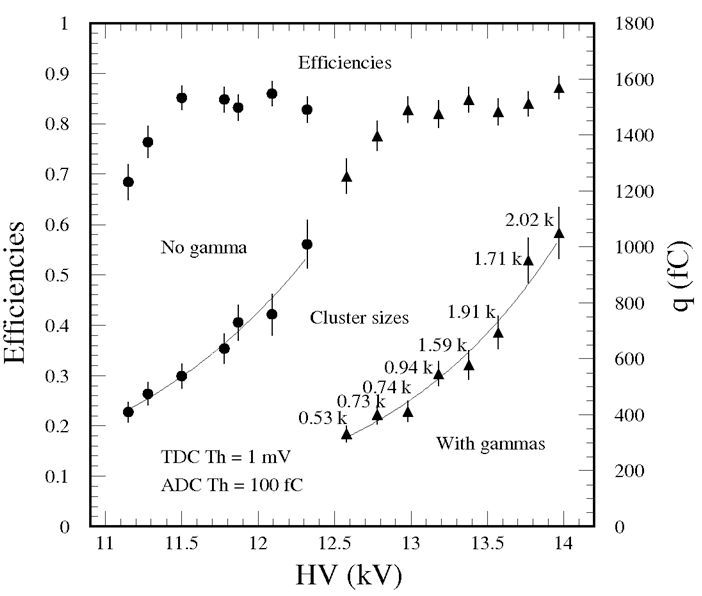 1
0.9
0.8
0.7
0.6
0.5
0.4
0.3
0.2
0.1
0
Efficiencies
1800
1600
1400
1200
1000
800
600
400
200
0
q (fC)
Efficiencies
No gamma
Cluster sizes
2.02 k
1.71 k
1.91 k
1.59 k
0.94 k
0.74 k
0.73 k
0.53 k
With gammas
TDC Th = 1 mV
ADC Th = 100 fC
11 11.5 12 12.5 13 13.5 14
HV (kV)